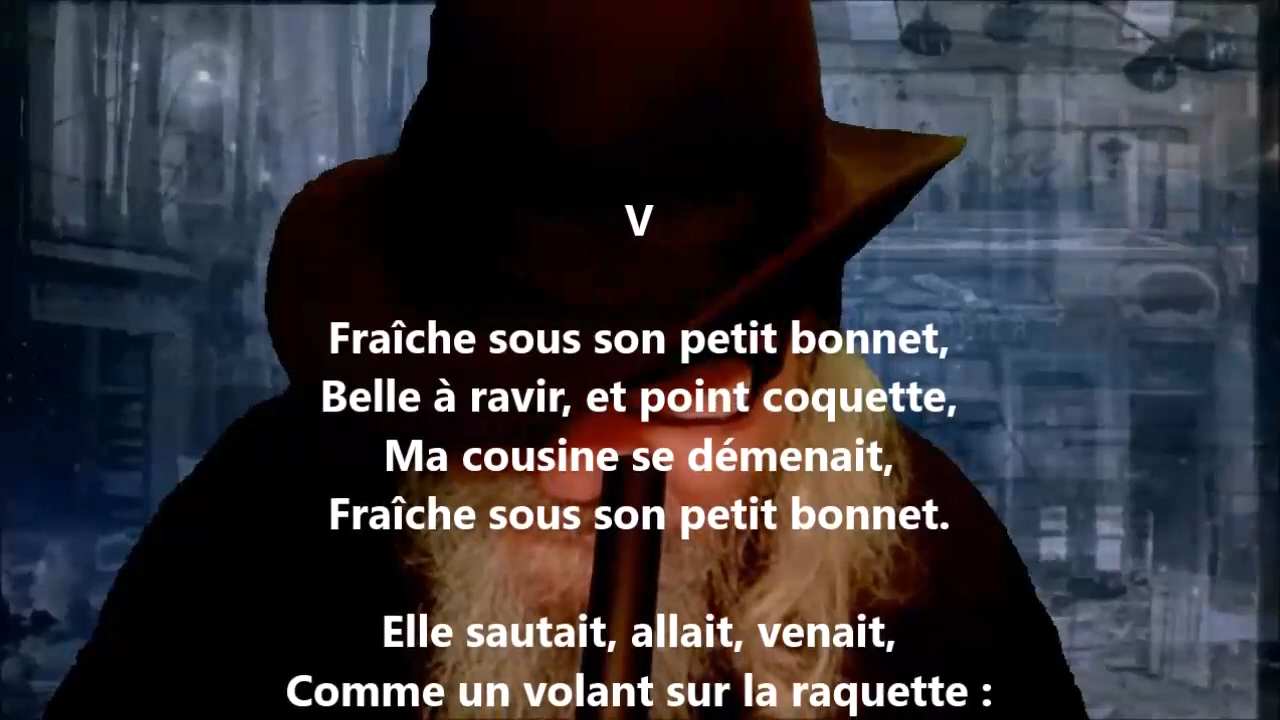 V
Fraîche sous son petit bonnet,
Belle à ravir, et point coquette,
Ma cousine se démenait,
Fraîche sous son petit bonnet.
Elle sautait, allait, venait,
Comme un volant sur la raquette :